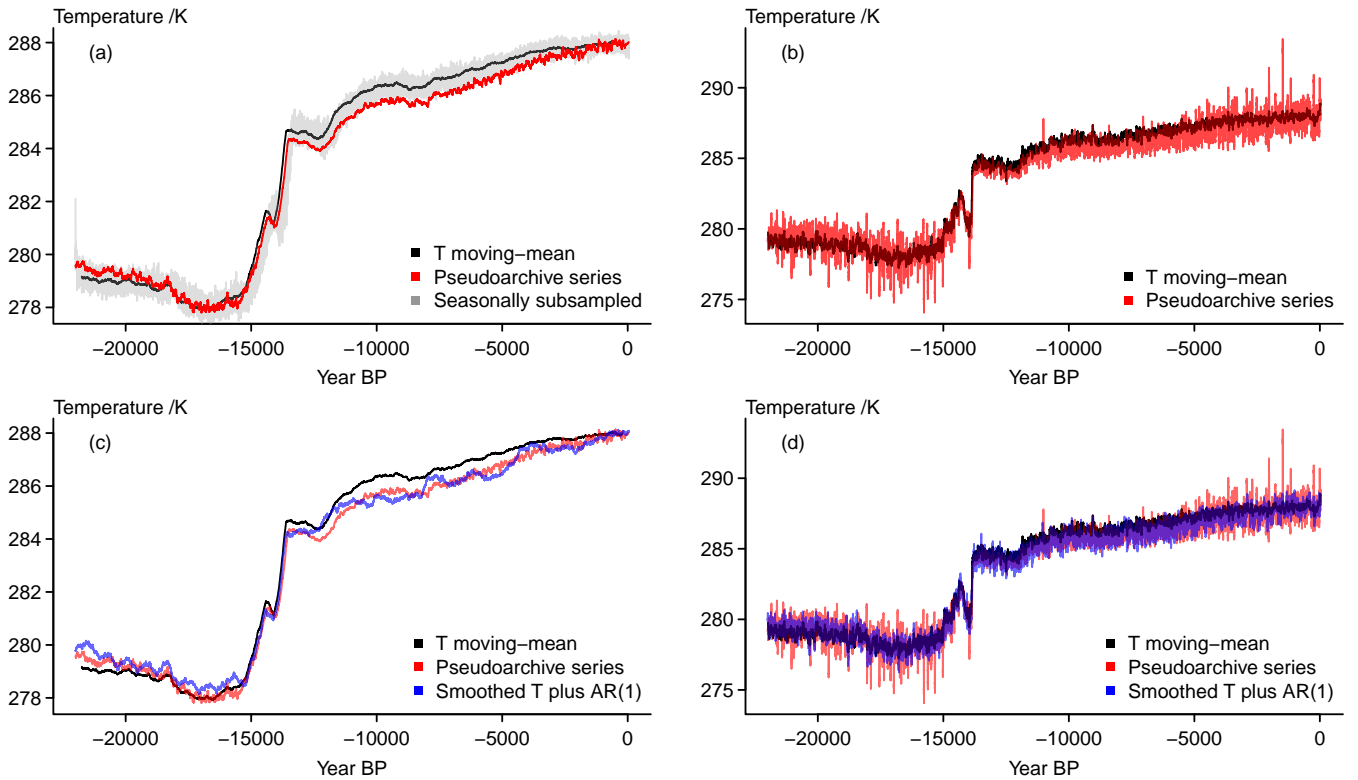 Temperature /K
(a)
288
286
284
282
280
278
T moving−mean
Pseudoarchive series
Seasonally subsampled
−20000 −15000 −10000 −5000 0
Year BP
Temperature /K
(b)
290
285
280
275
T moving−mean
Pseudoarchive series
−20000 −15000 −10000 −5000 0
Year BP
Temperature /K
(c)
288
286
284
282
280
278
T moving−mean
Pseudoarchive series
Smoothed T plus AR(1)
−20000 −15000 −10000 −5000 0
Year BP
Temperature /K
(d)
290
285
280
275
T moving−mean
Pseudoarchive series
Smoothed T plus AR(1)
−20000 −15000 −10000 −5000 0
Year BP